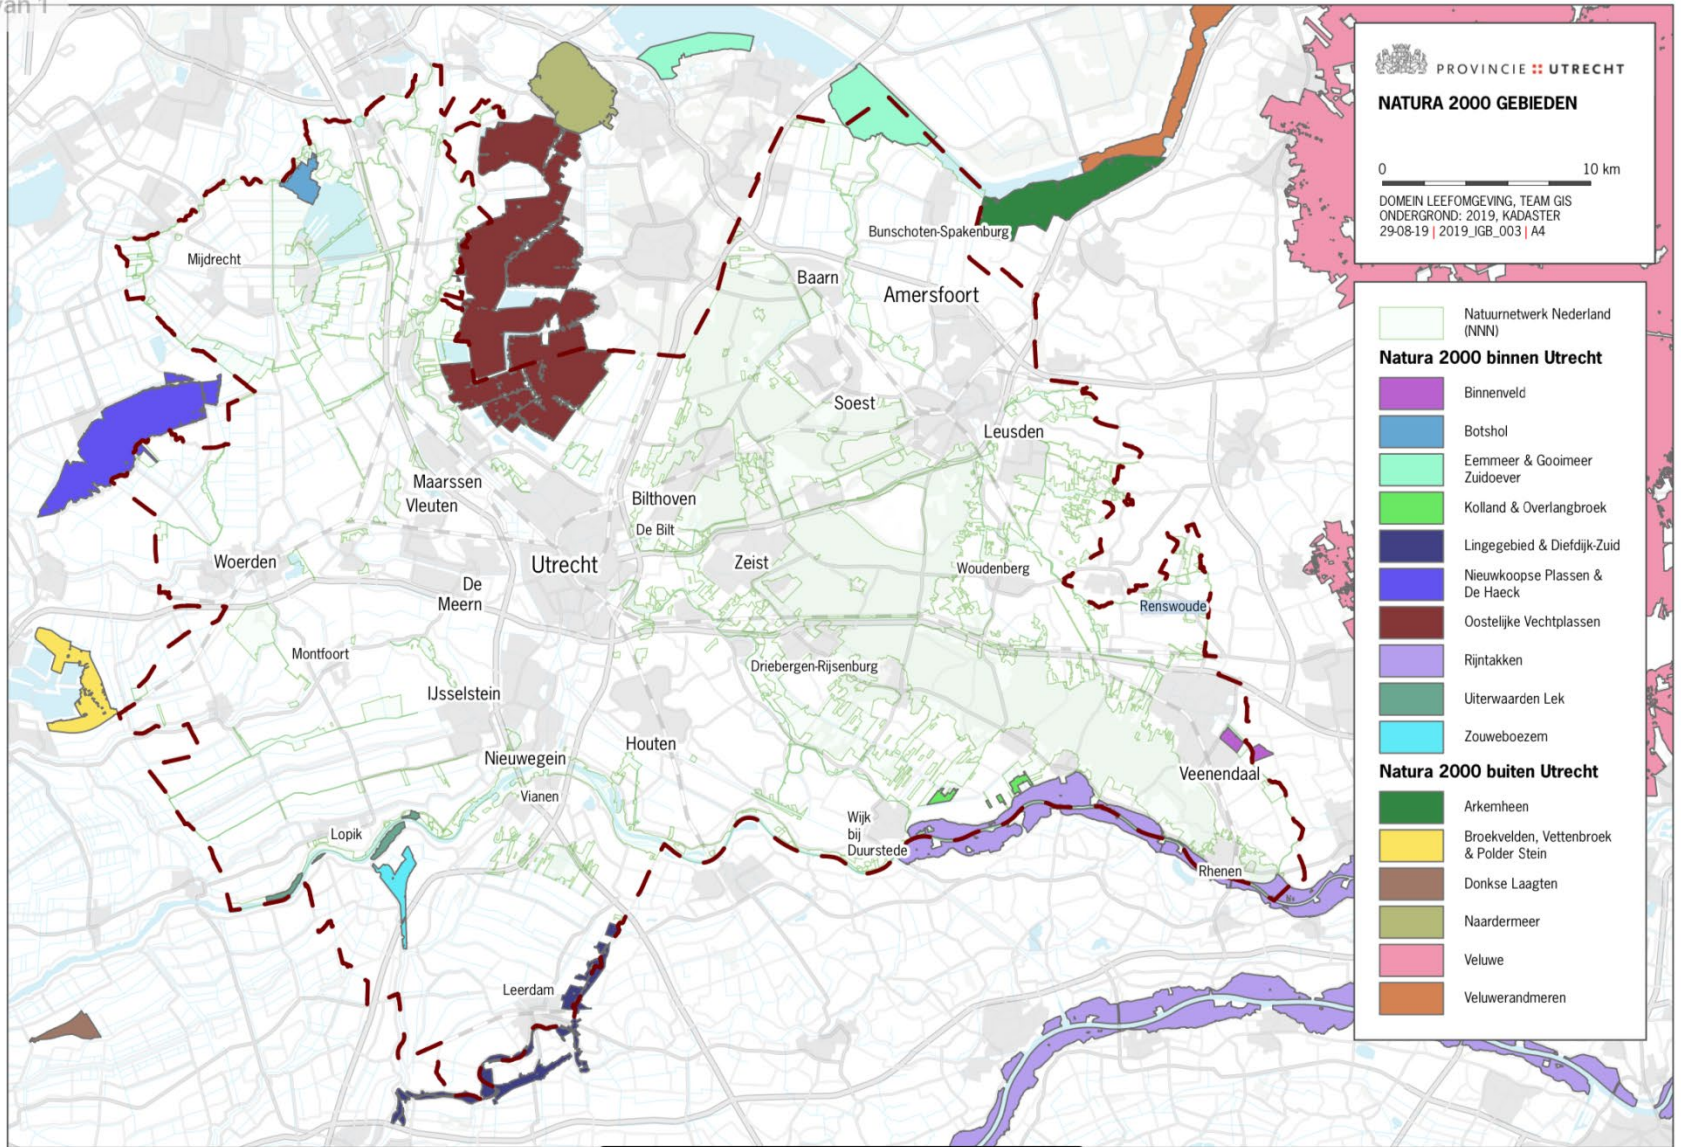 van 1
PROVINCIE UTRECHT
NATURA 2000 GEBIEDEN
0 10 km
DOMEIN LEEFOMGEVING, TEAM GIS
ONDERGROND: 2019, KADASTER
29-08-19 | 2019_IGB_003 | A4
Natuurnetwerk Nederland
(NNN)
Natura 2000 binnen Utrecht
Binnenveld
Botshol
Eemmeer & Gooimeer
Zuidoever
Kolland & Overlangbroek
Lingegebied & Diefdijk-Zuid
Nieuwkoopse Plassen &
De Haeck
Oostelijke Vechtplassen
Rijntakken
Uiterwaarden Lek
Zouweboezem
Natura 2000 buiten Utrecht
Arkemheen
Broekvelden, Vettenbroek
& Polder Stein
Donkse Laagten
Naardermeer
Veluwe
Veluwerandmeren
Bunschoten-Spakenburg
Mijdrecht
Baarn
Amersfoort
Soest
Leusden
Maarssen
Vleuten
Bilthoven
De Bilt
Woerden
Utrecht
Zeist
Woudenberg
De
Meern
Renswoude
Montfoort
Driebergen-Rijsenburg
IJsselstein
Houten
Nieuwegein
Veenendaal
Vianen
Lopik
Wijk
bij
Duurstede
Rhenen
Leerdam